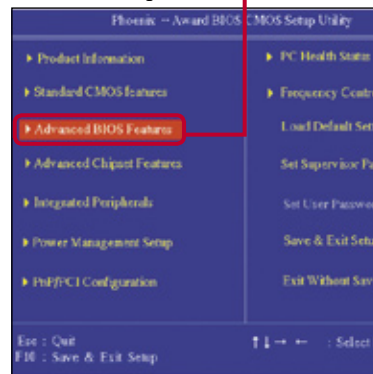 Phoenix -- Award BIOS CMOS Setup Utility
Product Information
Standard CMOS features
Advanced BIOS Features
Advanced Chipset Features
Integrated Peripherals
Power Management Setup
PnP/PCI Configuration
PC Health Status
Frequency Contr
Load Default Set
Set Supervisor Pa
Set User Passwo
Save & Exit Setu
Exit Without Sav
Esc : Quit
F10 : Save & Exit Setup
↑↓→← : Select